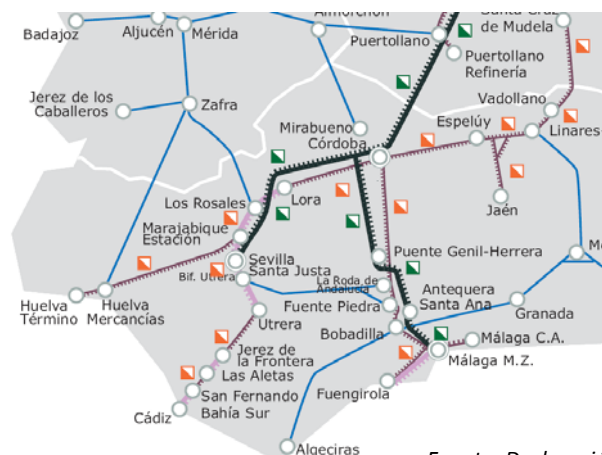 Almorchón
Santa Cruz
de Mudela
Badajoz
Aljucén
Mérida
Puertollano
Puertollano
Refinería
Jerez de los
Caballeros
Zafra
Vadollano
Mirabueno
Córdoba
Espelúy
Linares
Los Rosales
Lora
Jaén
Marajabique
Estación
Sevilla
Santa Justa
Bif. Utrera
Puente Genil-Herrera
La Roda de
Andalucía
Fuente Piedra
Antequera
Santa Ana
Granada
Huelva
Término
Huelva
Mercancías
Utrera
Bobadilla
Málaga C.A.
Málaga M.Z.
Jerez de
la Frontera
Las Aletas
San Fernando
Bahía Sur
Cádiz
Fuengirola
Algeciras